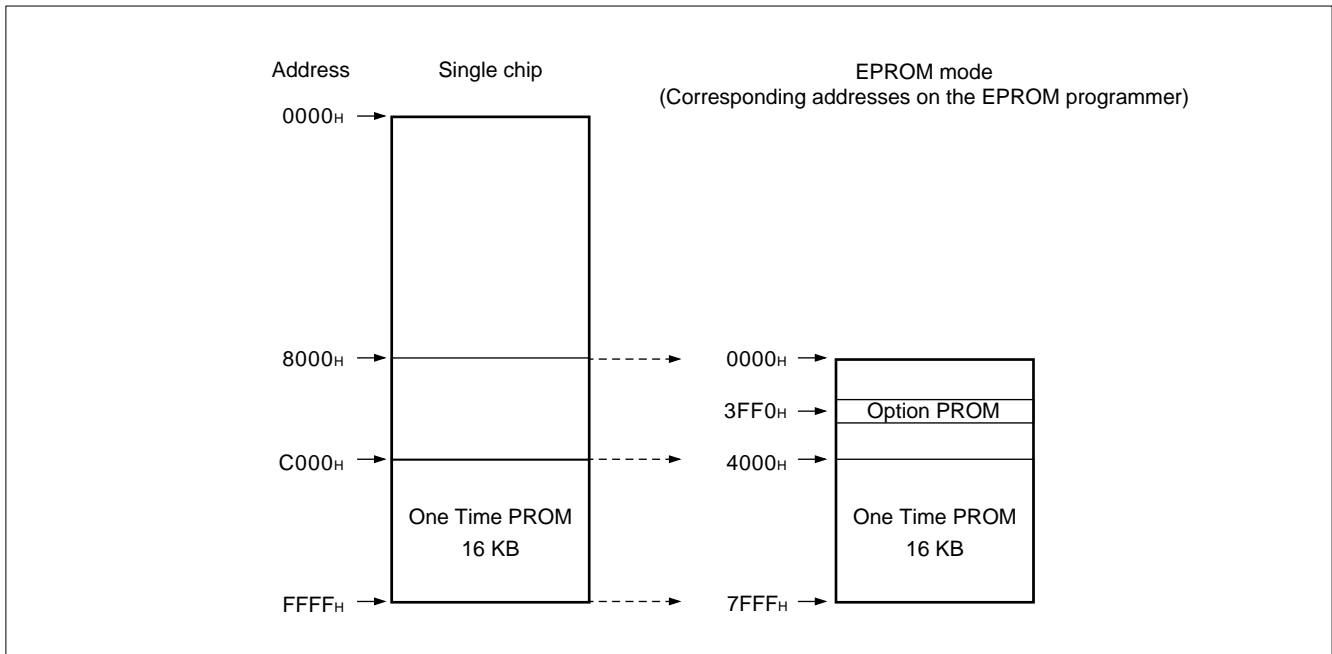 Address
Single chip
EPROM mode
(Corresponding addresses on the EPROM programmer)
0000H
8000H
0000H
3FF0H
Option PROM
C000H
4000H
One Time PROM
16 KB
One Time PROM
16 KB
FFFFH
7FFFH